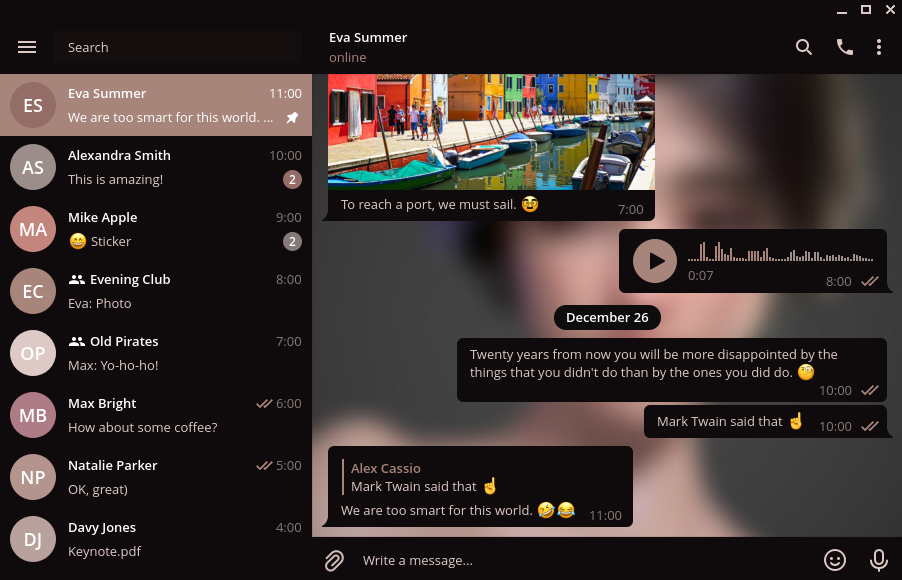 Search
ES
Eva Summer
11:00
We are too smart for this world. ...
AS
Alexandra Smith
10:00
This is amazing!
2
MA
Mike Apple
9:00
😄 Sticker
2
EC
Evening Club
8:00
Eva: Photo
OP
Old Pirates
7:00
Max: Yo-ho-ho!
MB
Max Bright
6:00
How about some coffee?
NP
Natalie Parker
5:00
OK, great)
DJ
Davy Jones
4:00
Keynote.pdf
Eva Summer
online
To reach a port, we must sail. 😭
7:00
0:07
8:00
December 26
Twenty years from now you will be more disappointed by the
things that you didn't do than by the ones you did do. 🧐
10:00
Mark Twain said that ☝
10:00
Alex Cassio
Mark Twain said that ☝
We are too smart for this world. 🤣😂
11:00
Write a message...